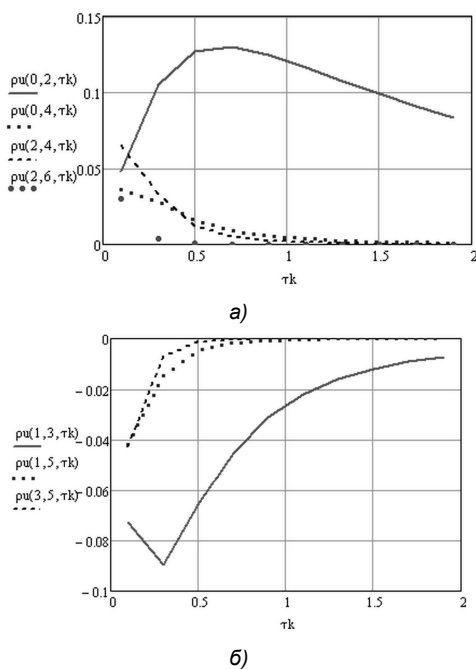 0.15
ρu(0,2,τk)
0.1
ρu(0,4,τk)
ρu(2,4,τk)
0.05
ρu(2,6,τk)
0
0 0.5 1 1.5 2
τk
а)
0
- 0.02
- 0.04
ρu(1,3,τk)
ρu(1,5,τk)
- 0.06
ρu(3,5,τk)
- 0.08
- 0.1
0 0.5 1 1.5 2
τk
б)